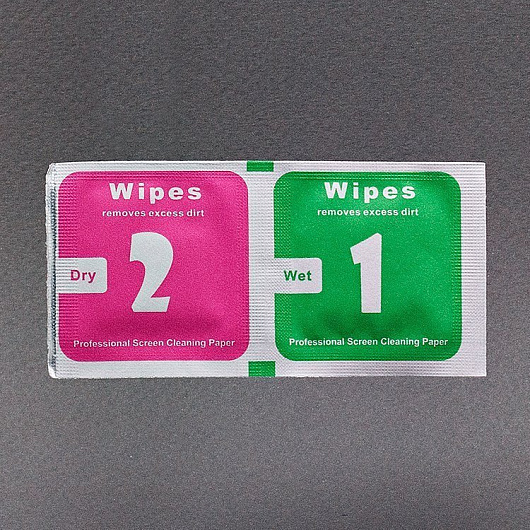 Wipes
removes excess dirt
Dry
2
Professional Screen Cleaning Paper
Wipes
removes excess dirt
Wet
1
Professional Screen Cleaning Paper